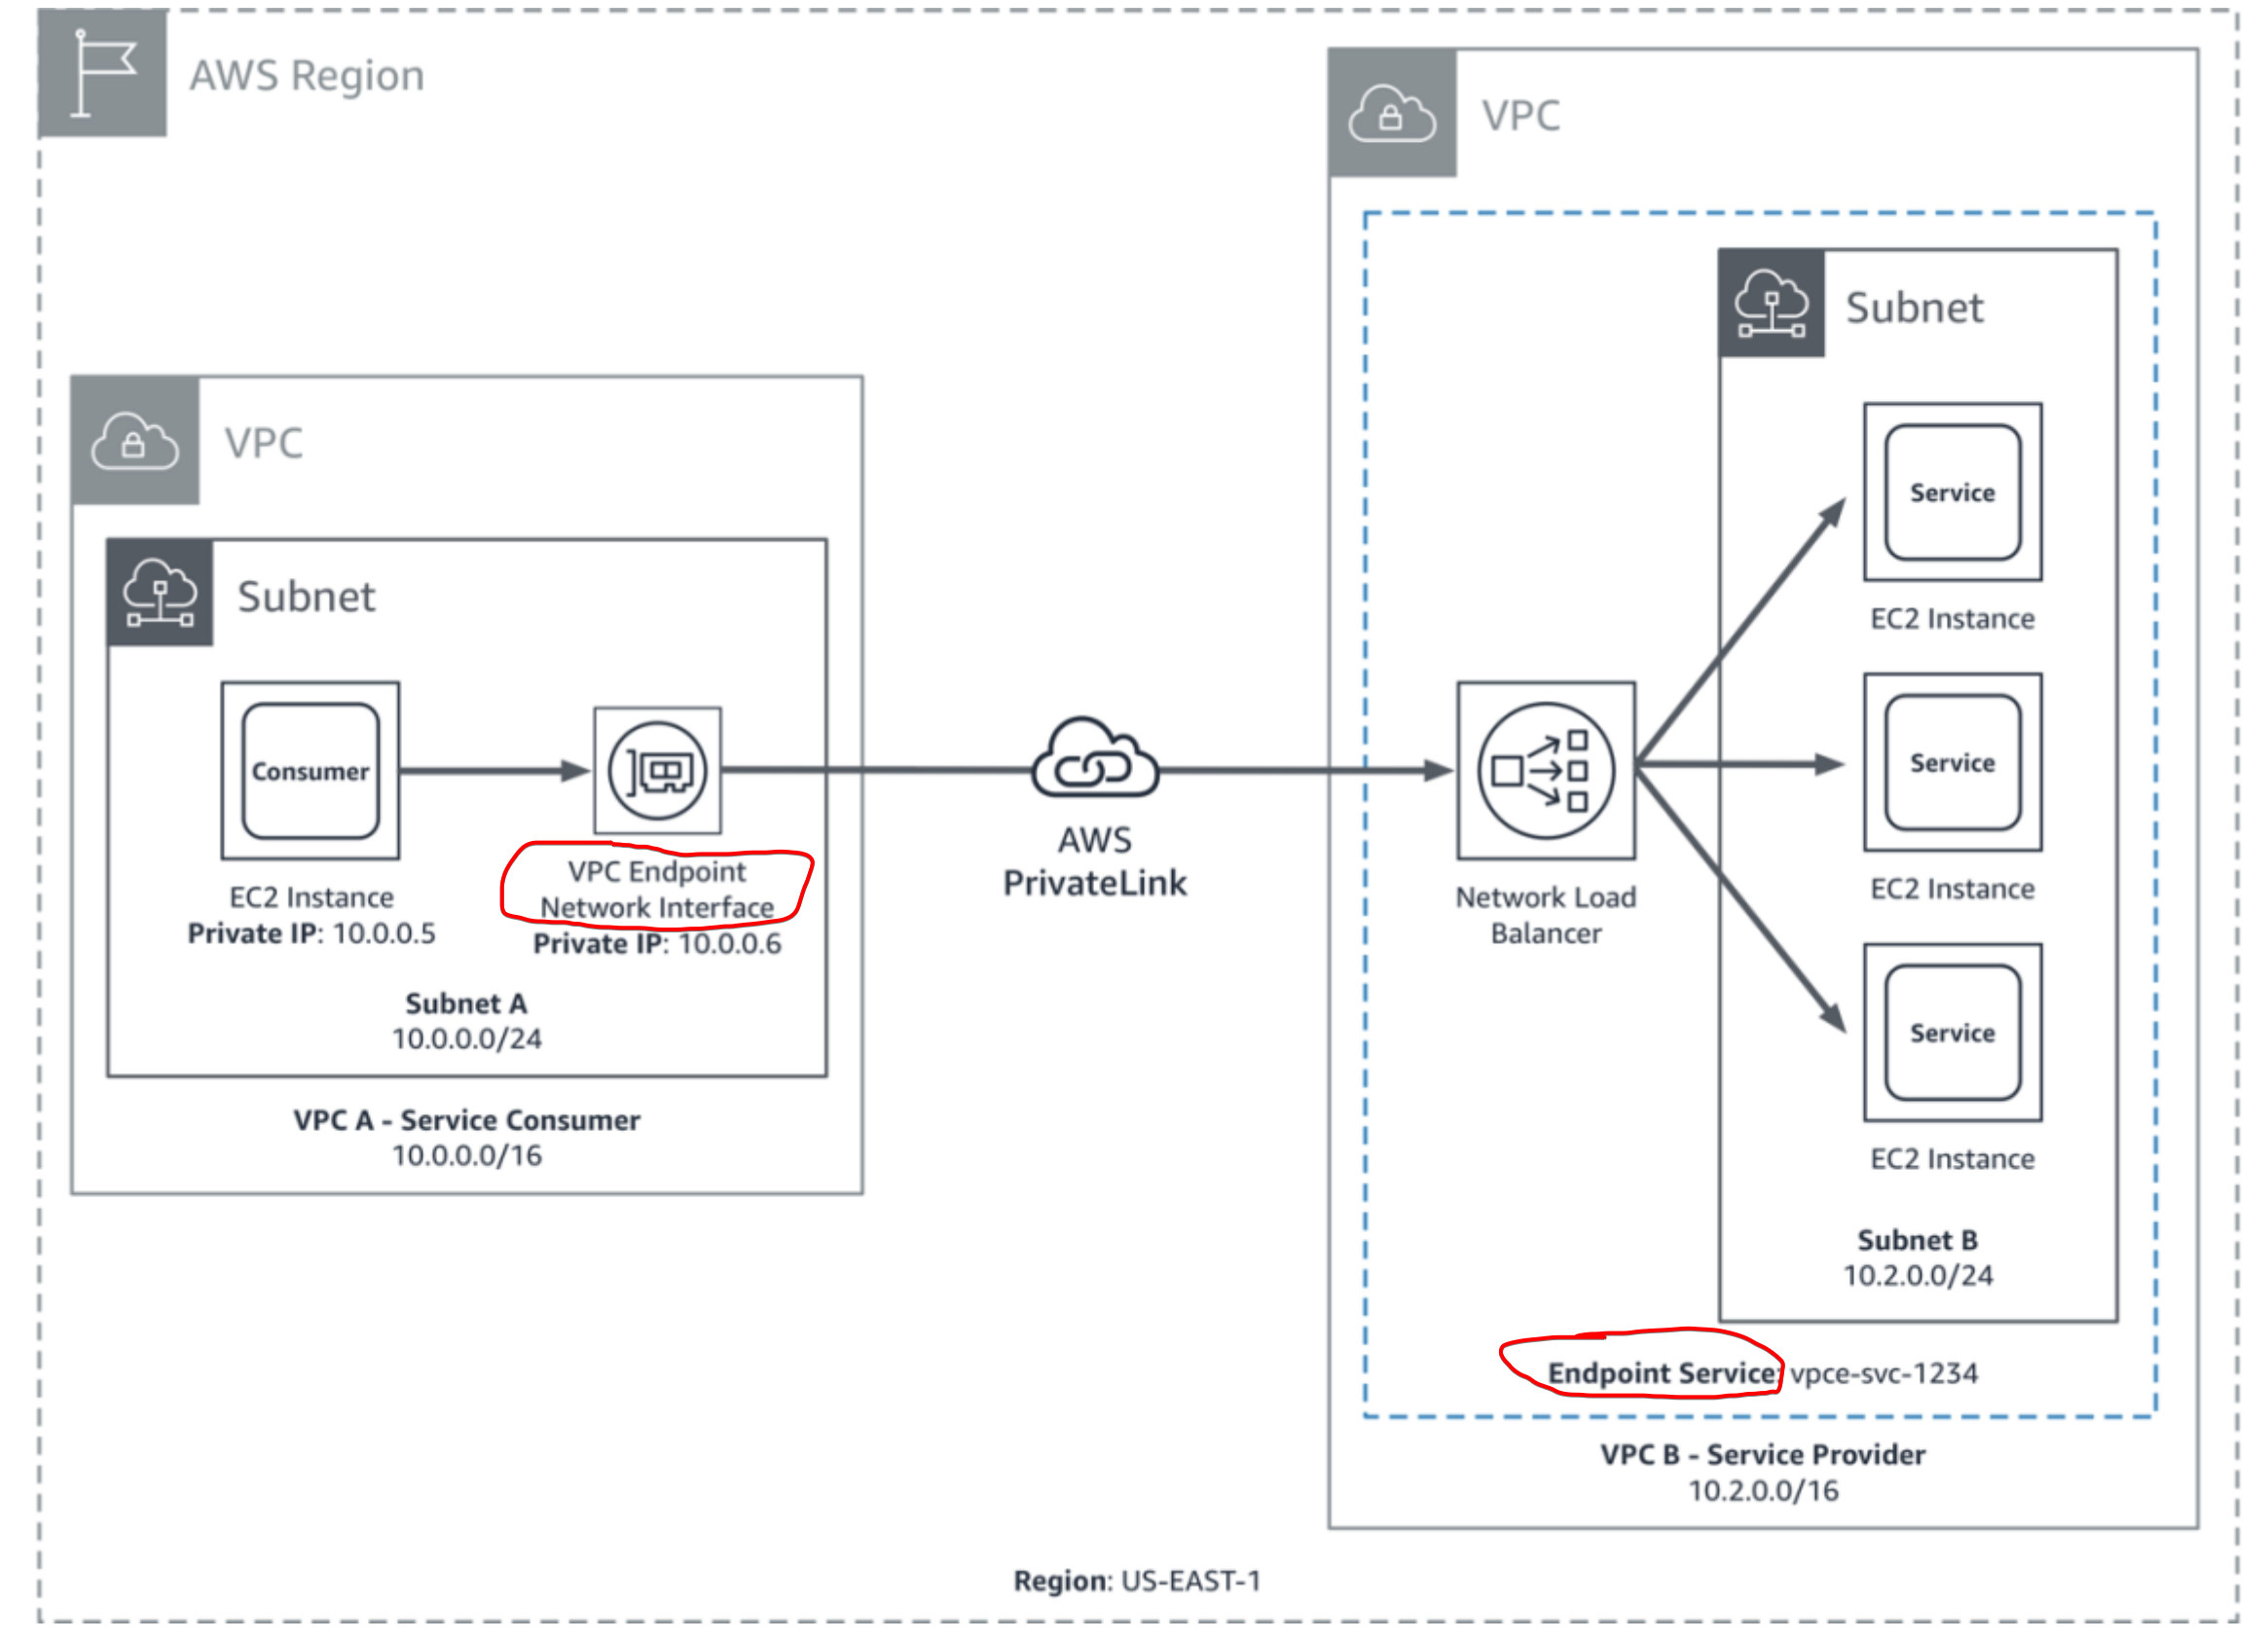 AWS Region
VPC
Subnet
Service
EC2 Instance
Service
EC2 Instance
Service
EC2 Instance
Subnet B
10.2.0.0/24
Network Load
Balancer
Endpoint Service: vpce-svc-1234
VPC B - Service Provider
10.2.0.0/16
VPC
Subnet
Consumer
EC2 Instance
Private IP: 10.0.0.5
VPC Endpoint
Network Interface
Private IP: 10.0.0.6
Subnet A
10.0.0.0/24
VPC A - Service Consumer
10.0.0.0/16
AWS
PrivateLink
Region: US-EAST-1